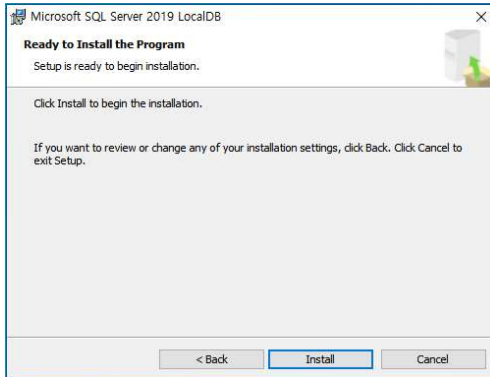 Microsoft SQL Server 2019 LocalDB
Ready to Install the Program
Setup is ready to begin installation.
Click Install to begin the installation.
If you want to review or change any of your installation settings, click Back. Click Cancel to
exit Setup.
< Back
Install
Cancel